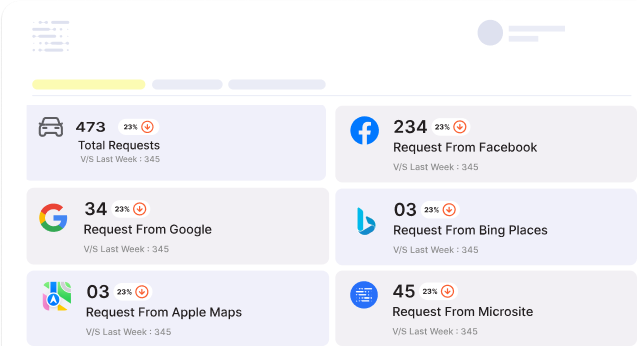 473 23%
Total Requests
V/S Last Week : 345
234 23%
Request From Facebook
V/S Last Week : 345
34 23%
Request From Google
V/S Last Week : 345
03 23%
Request From Bing Places
V/S Last Week : 345
03 23%
Request From Apple Maps
V/S Last Week : 345
45 23%
Request From Microsite
V/S Last Week : 345